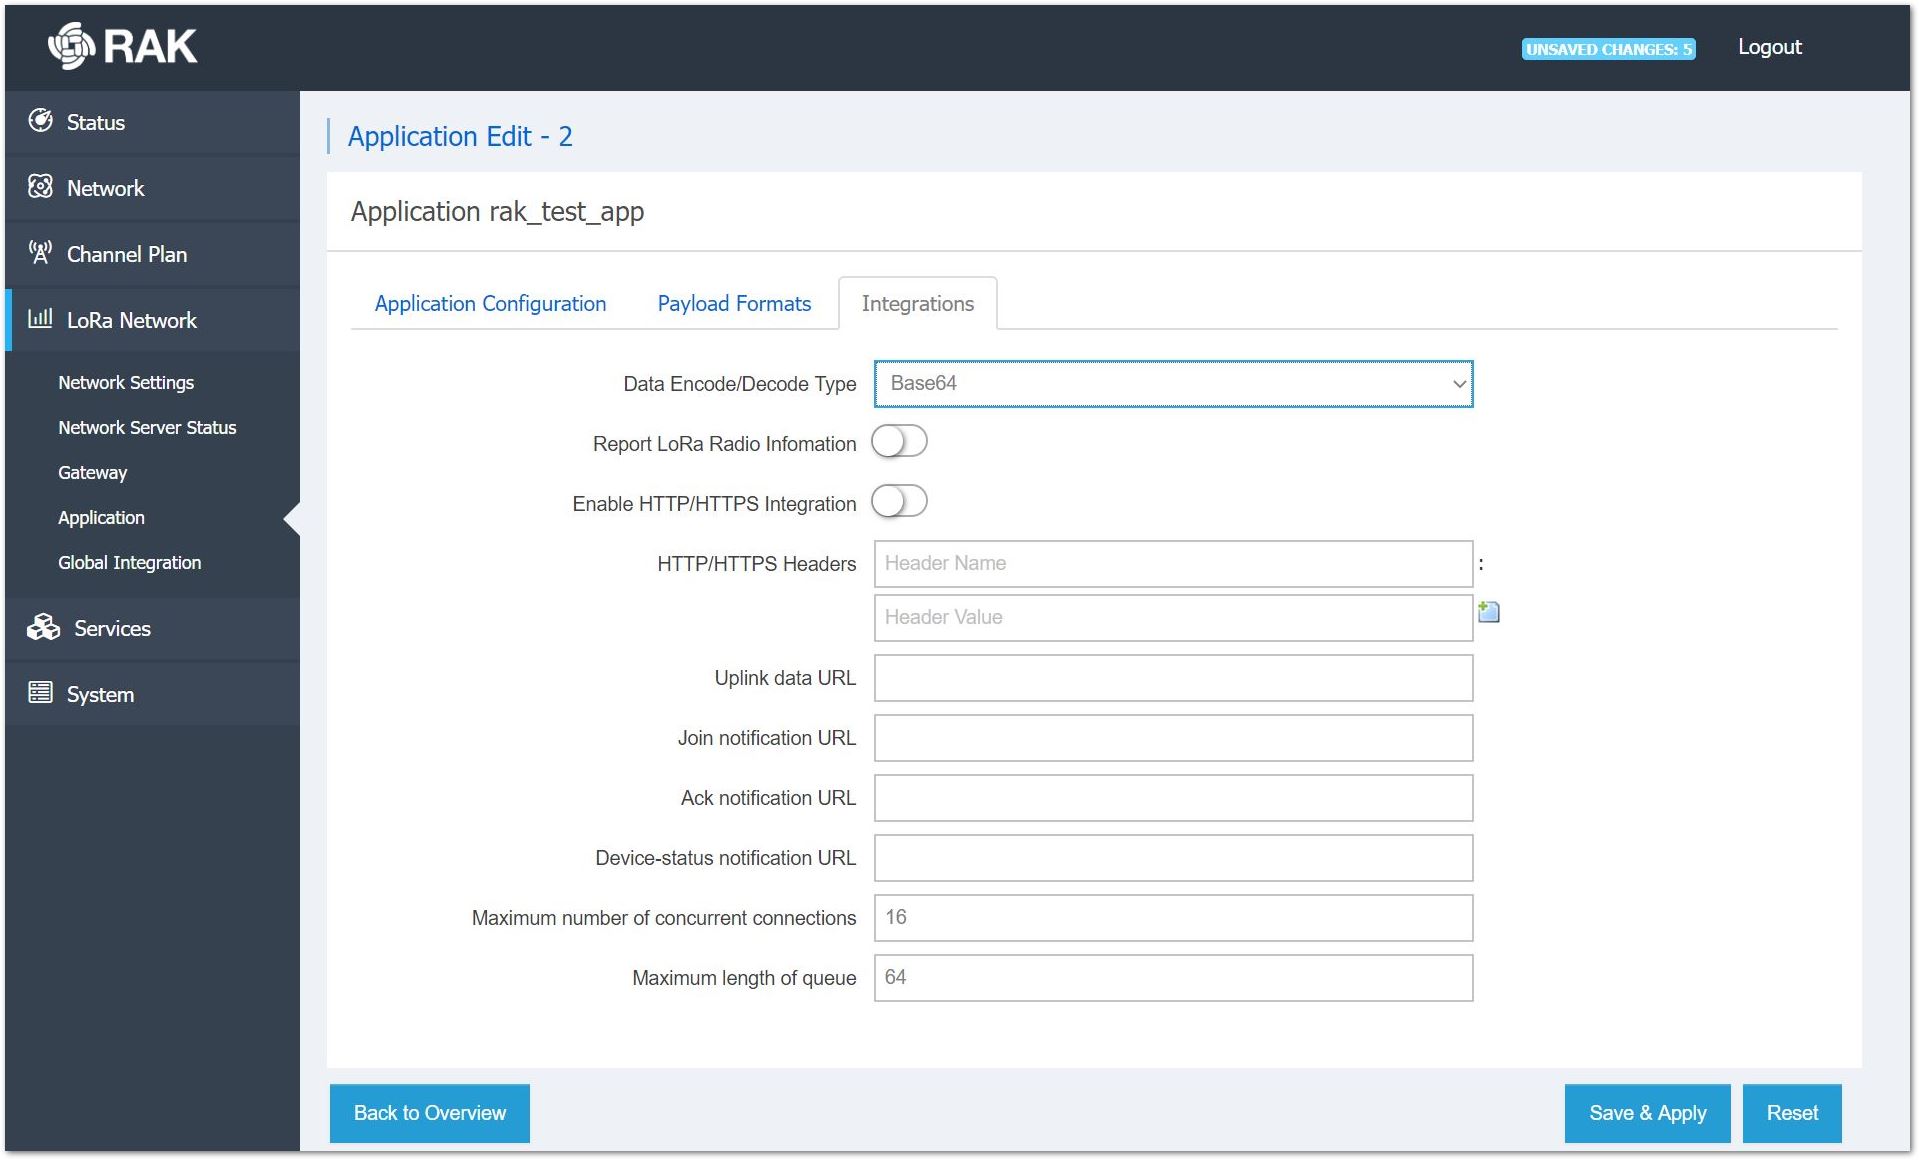 RAK
UNSAVED CHANGES: 5
Logout
Status
Network
Channel Plan
LoRa Network
Network Settings
Network Server Status
Gateway
Application
Global Integration
Services
System
Application Edit - 2
Application rak_test_app
Application Configuration
Payload Formats
Integrations
Data Encode/Decode Type
Base64
Report LoRa Radio Infomation
Enable HTTP/HTTPS Integration
HTTP/HTTPS Headers
Header Name
:
Header Value
Uplink data URL
Join notification URL
Ack notification URL
Device-status notification URL
Maximum number of concurrent connections
16
Maximum length of queue
64
Back to Overview
Save & Apply
Reset